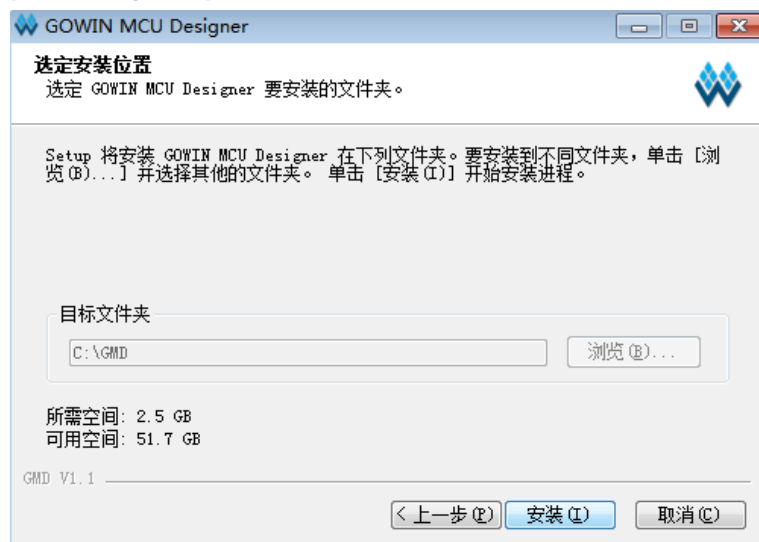 GOWIN MCU Designer
选定安装位置
选定 GOWIN MCU Designer 要安装的文件夹。
Setup 将安装 GOWIN MCU Designer 在下列文件夹。要安装到不同文件夹，单击 [浏
览(B)...] 并选择其他的文件夹。 单击 [安装(I)] 开始安装进程。
目标文件夹
C:\GMD
浏览(B)...
所需空间: 2.5 GB
可用空间: 51.7 GB
GMD V1.1
< 上一步(P)
安装(I)
取消(C)